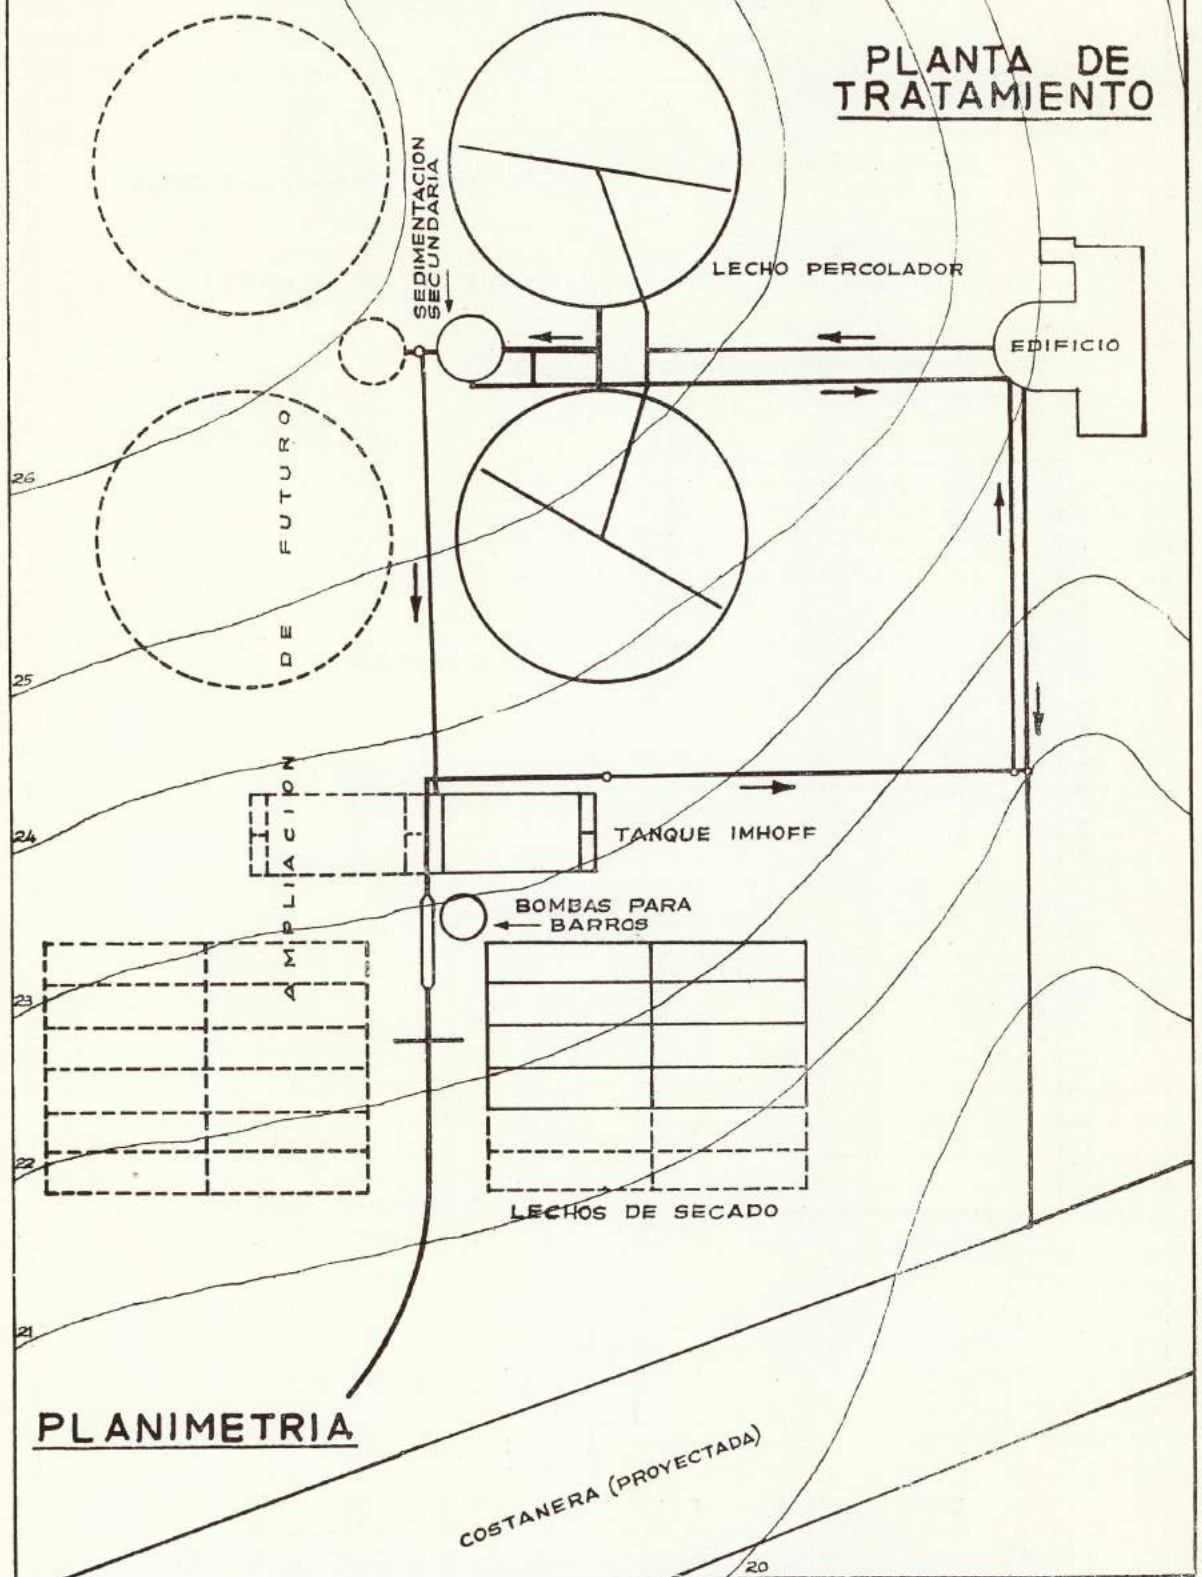 PLANTA DE
TRATAMIENTO
SEDIMENTACION
SECUNDARIA
LECHO PERCOLADOR
EDIFICIO
26
AMPLIACION DE FUTURO
25
24
TANQUE IMHOFF
BOMBAS PARA
BARROS
23
22
LECHOS DE SECADO
21
PLANIMETRIA
COSTANERA (PROYECTADA)
20